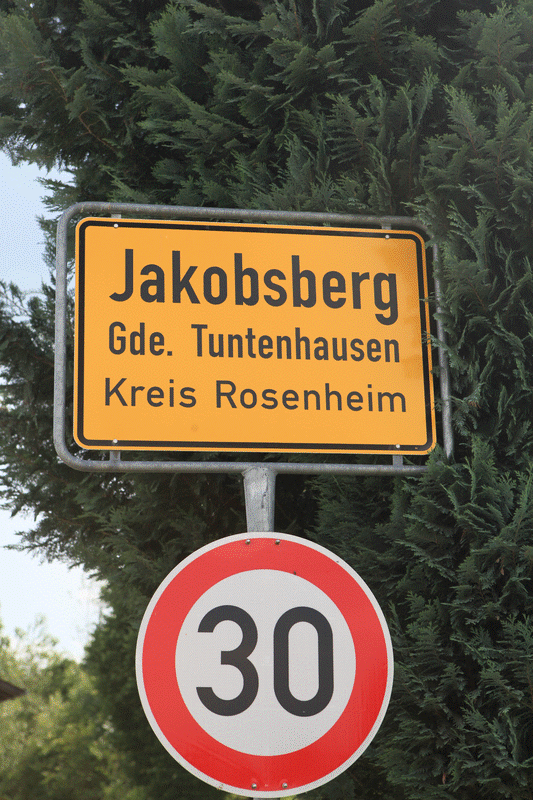 Jakobsberg
Gde. Tuntenhausen
Kreis Rosenheim
30